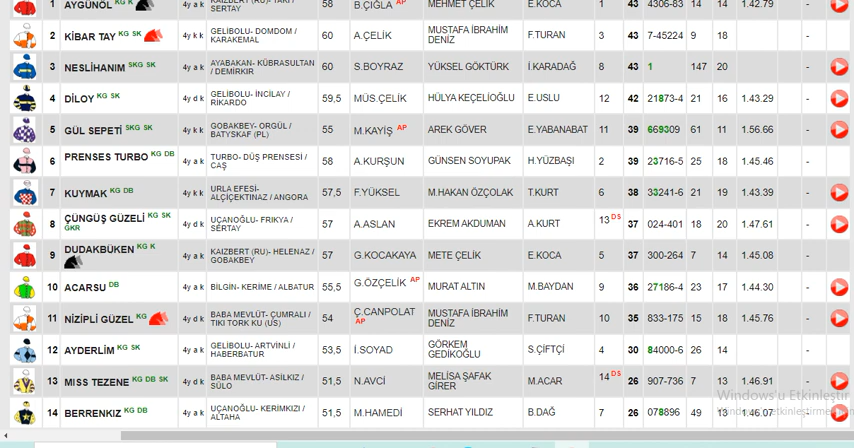 1 AYGÜNOL KG K 4y a k KAIZBERT (RU)- TARI / SERTAY 58 B.ÇIĞLA AP MEHMET ÇELİK E.KOCA 1 43 4306-83 14 14 1.42.79 -
2 KİBAR TAY KG SK 4y k k GELİBOLU- DOMDOM / KARAKEMAL 60 A.ÇELİK MUSTAFA İBRAHİM DENİZ F.TURAN 3 43 7-45224 9 18 -
3 NESLİHANIM SKG SK 4y a k AYABAKAN- KÜBRASULTAN / DEMİRKIR 60 S.BOYRAZ YÜKSEL GÖKTÜRK İ.KARADAĞ 8 43 1 147 20 -
4 DİLOY KG SK 4y d k GELİBOLU- İNCİLAY / RİKARDO 59,5 MÜS.ÇELİK HÜLYA KEÇELİOĞLU E.USLU 12 42 21873-4 21 16 1.43.29 -
5 GÜL SEPETİ SKG SK 4y k k GOBAKBEY- ORGÜL / BATYSKAF (PL) 55 M.KAYİŞ AP AREK GÖVER E.YABANABAT 11 39 669309 61 11 1.56.66 -
6 PRENSES TURBO KG DB 4y a k TURBO- DÜŞ PRENSESİ / CAŞ 58 A.KURŞUN GÜNSEN SOYUPAK H.YÜZBAŞI 2 39 23716-5 25 18 1.45.46 -
7 KUYMAK KG DB 4y k k URLA EFESİ- ALÇİÇEKTINAZ / ANGORA 57,5 F.YÜKSEL M.HAKAN ÖZÇOLAK T.KURT 6 38 33241-6 21 19 1.43.39 -
8 ÇÜNGÜŞ GÜZELİ KG SK GKR 4y d k UÇANOĞLU- FRIKYA / SERTAY 57 A.ASLAN EKREM AKDUMAN A.KURT 13 DS 37 024-401 18 20 1.47.61 -
9 DUDAKBÜKEN KG K 4y a k KAIZBERT (RU)- HELENAZ / GOBAKBEY 57 G.KOCAKAYA METE ÇELİK E.KOCA 5 37 300-264 7 14 1.45.08 -
10 ACARSU DB 4y a k BİLGİN- KERİME / ALBATUR 55,5 G.ÖZÇELİK AP MURAT ALTIN M.BAYDAN 9 36 27186-4 23 17 1.44.30 -
11 NİZİPLİ GÜZEL KG 4y d k BABA MEVLÜT- ÇUMRALI / TIKI TORK KU (US) 54 Ç.CANPOLAT AP MUSTAFA İBRAHİM DENİZ F.TURAN 10 35 833-175 15 18 1.45.76 -
12 AYDERLİM KG SK 4y a k GELİBOLU- ARTVİNLİ / HABERBATUR 53,5 İ.SOYAD GÖRKEM GEDİKOĞLU S.ÇİFTÇİ 4 30 84000-6 26 14 -
13 MISS TEZENE KG DB SK 4y d k BABA MEVLÜT- ASİLKIZ / SÜLO 51,5 N.AVCİ MELİSA ŞAFAK GİRER M.ACAR 14 DS 26 907-736 7 13 1.46.91 -
Windows'u Etkinleştir
14 BERRENKIZ KG DB 4y a k UÇANOĞLU- KERİMKIZI / ALTAHA 51,5 M.HAMEDİ SERHAT YILDIZ B.DAĞ 7 26 078896 49 12 1.46.07 -